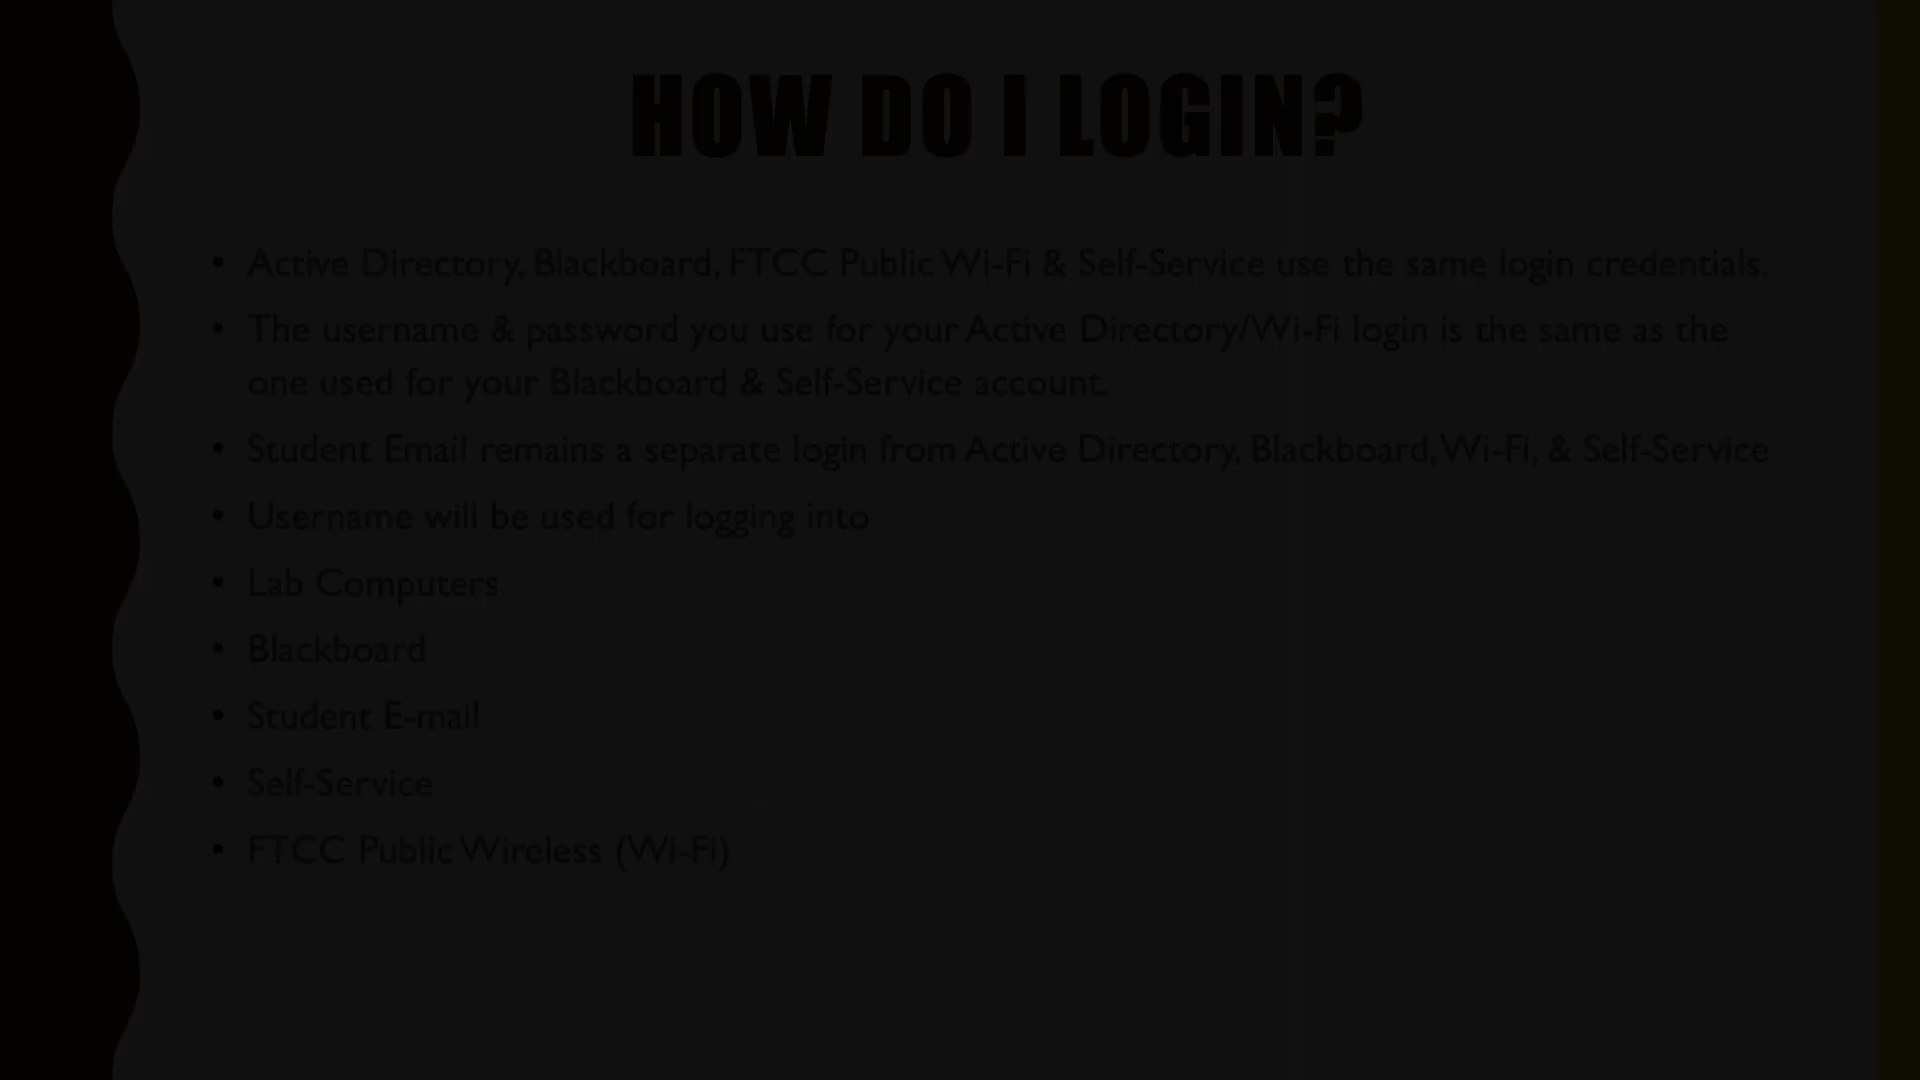 HOW DO I LOGIN?
• Active Directory, Blackboard, FTCC Public Wi-Fi & Self-Service use the same login credentials.
• The username & password you use for your Active Directory/Wi-Fi login is the same as the
one used for your Blackboard & Self-Service account.
• Student Email remains a separate login from Active Directory, Blackboard, Wi-Fi, & Self-Service
• Username will be used for logging into
• Lab Computers
• Blackboard
• Student E-mail
• Self-Service
• FTCC Public Wireless (Wi-Fi)